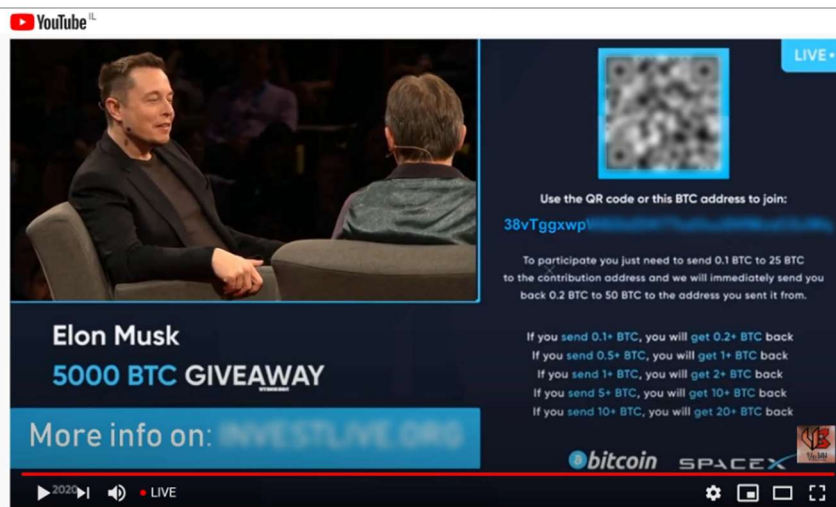 YouTube IL
LIVE
Use the QR code or this BTC address to join:
38vTggxwp
To participate you just need to send 0.1 BTC to 25 BTC
to the contribution address and we will immediately send you
back 0.2 BTC to 50 BTC to the address you sent it from.
Elon Musk
5000 BTC GIVEAWAY
If you send 0.1+ BTC, you will get 0.2+ BTC back
If you send 0.5+ BTC, you will get 1+ BTC back
If you send 1+ BTC, you will get 2+ BTC back
If you send 5+ BTC, you will get 10+ BTC back
If you send 10+ BTC, you will get 20+ BTC back
More info on:
bitcoin SPACEX
2020
LIVE